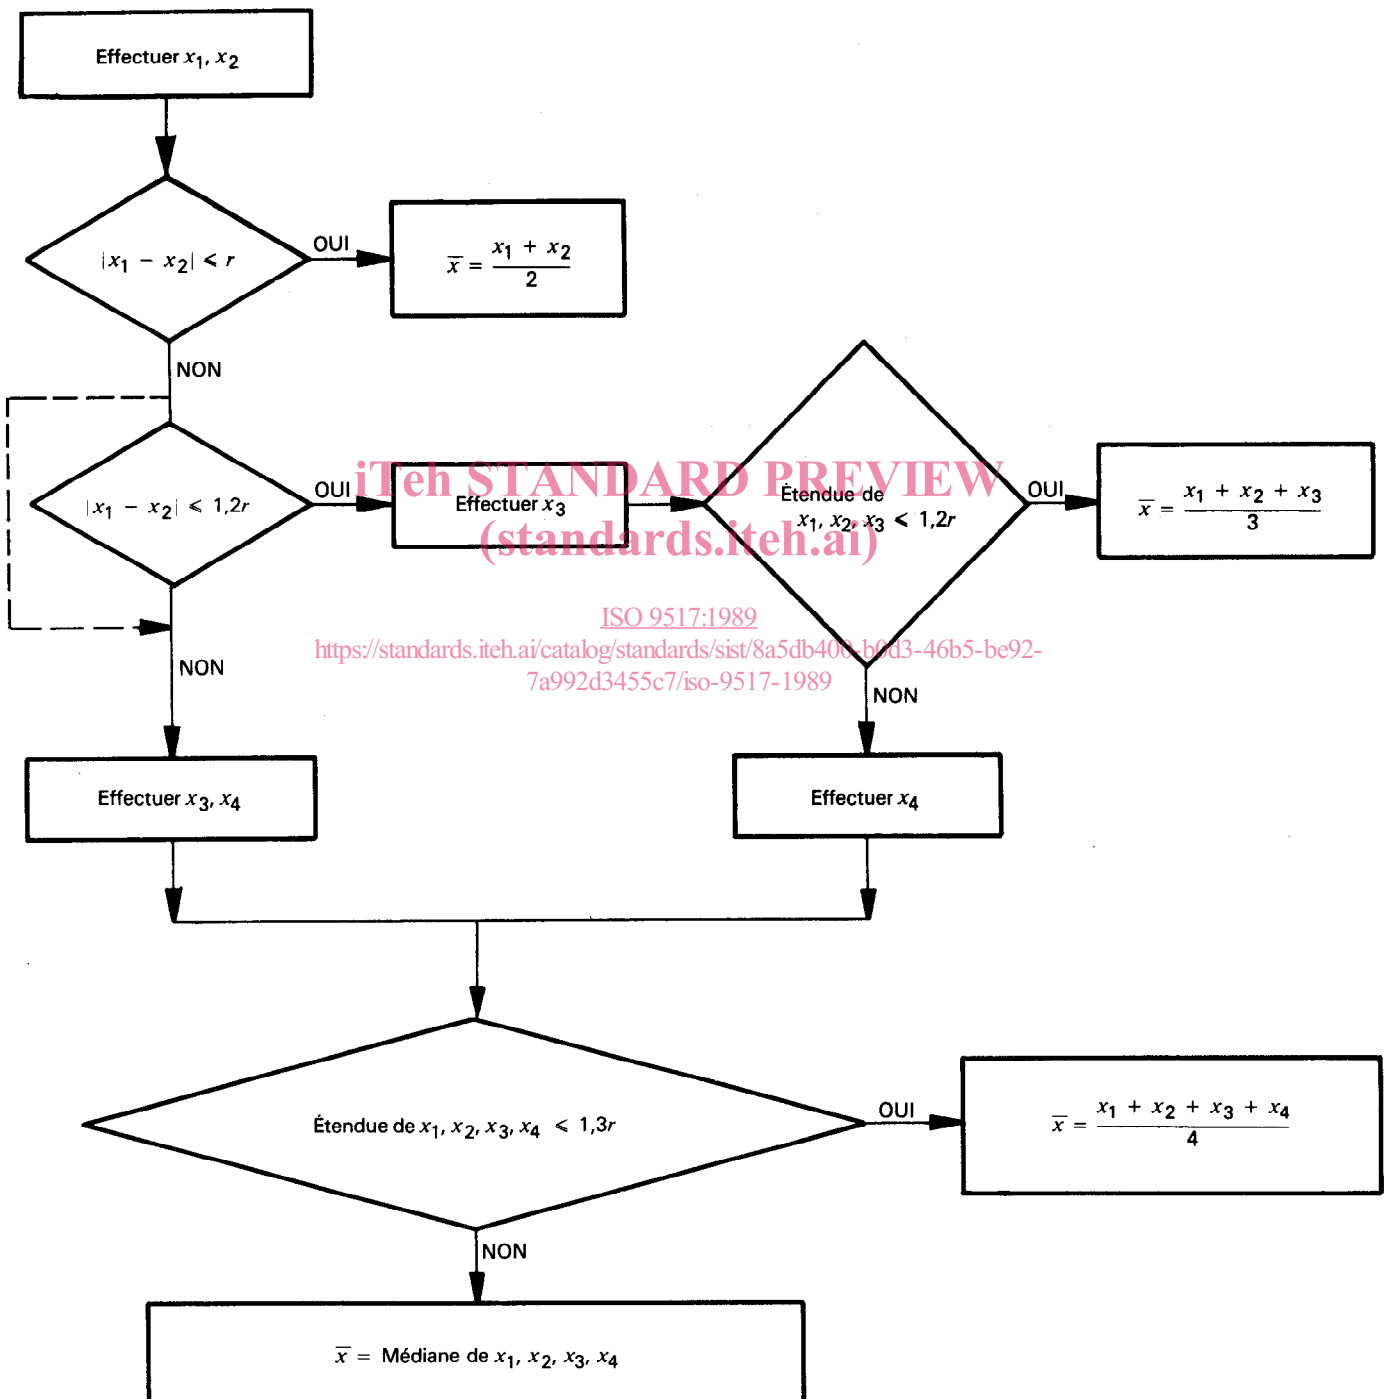 Effectuer x1, x2
|x1 − x2| ⩽ r
OUI
x̅ = (x1 + x2) / 2
NON
|x1 − x2| ⩽ 1,2r
OUI
Effectuer x3
Étendue de
x1, x2, x3 ⩽ 1,2r
OUI
x̅ = (x1 + x2 + x3) / 3
iTeh STANDARD PREVIEW
(standards.iteh.ai)
ISO 9517:1989
https://standards.iteh.ai/catalog/standards/sist/8a5db400-b0d3-46b5-be92-
7a992d3455c7/iso-9517-1989
NON
NON
Effectuer x3, x4
Effectuer x4
Étendue de x1, x2, x3, x4 ⩽ 1,3r
OUI
x̅ = (x1 + x2 + x3 + x4) / 4
NON
x̅ = Médiane de x1, x2, x3, x4